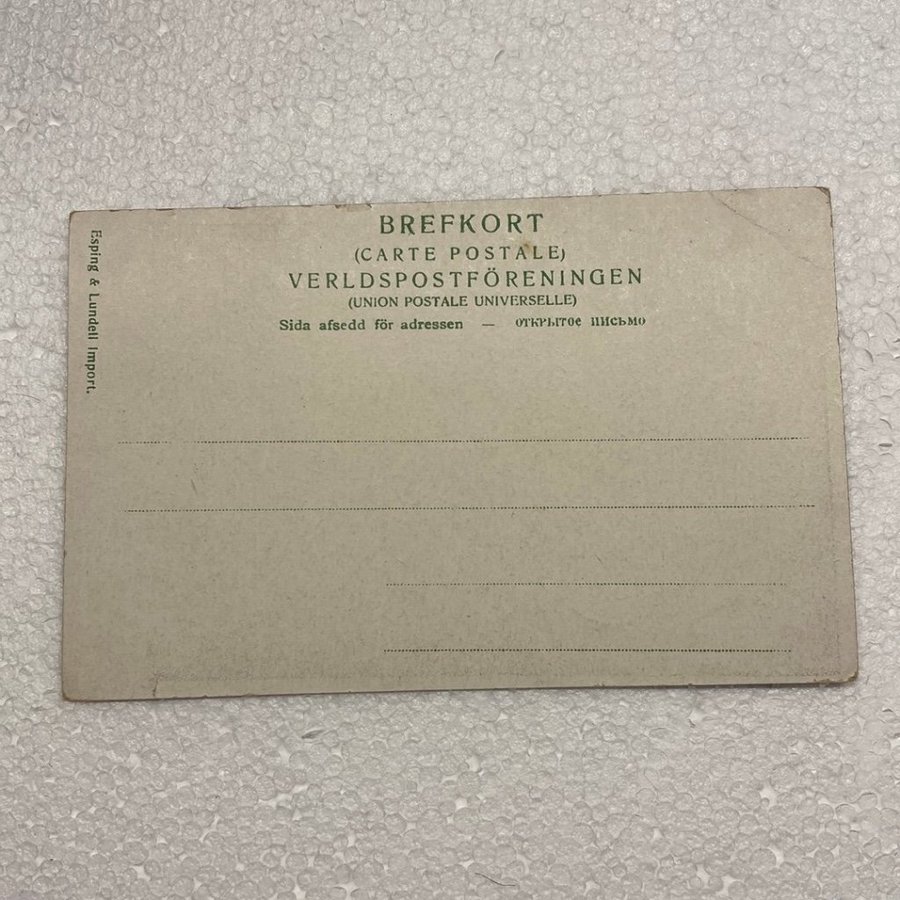 BREFKORT
(CARTE POSTALE)
VERLDSPOSTFÖRENINGEN
(UNION POSTALE UNIVERSELLE)
Sida afsedd för adressen — открытое письмо
Esping & Lundell Import.